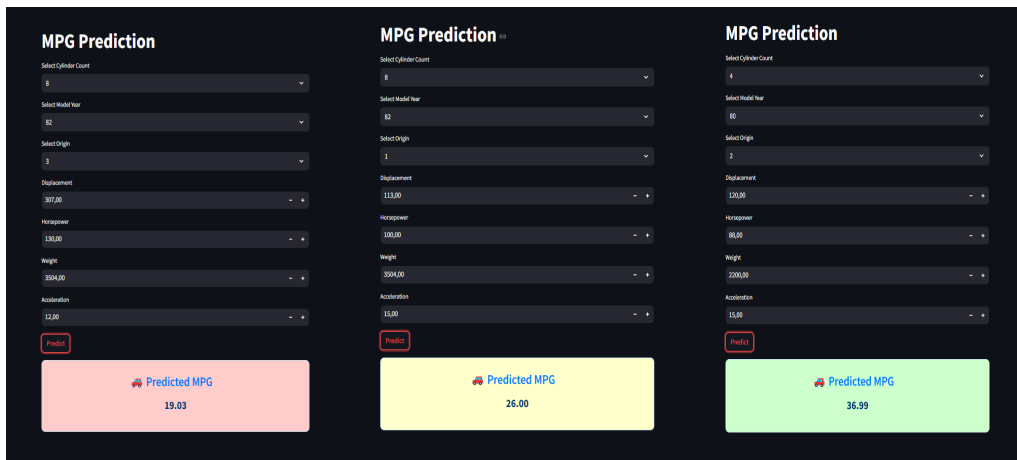 MPG Prediction
Select Cylinder Count
8
Select Model Year
82
Select Origin
3
Displacement
307,00
Horsepower
130,00
Weight
3504,00
Acceleration
12,00
Predict
Predicted MPG
19.03
MPG Prediction
Select Cylinder Count
8
Select Model Year
82
Select Origin
1
Displacement
113,00
Horsepower
100,00
Weight
3504,00
Acceleration
15,00
Predict
Predicted MPG
26.00
MPG Prediction
Select Cylinder Count
4
Select Model Year
80
Select Origin
2
Displacement
120,00
Horsepower
88,00
Weight
2200,00
Acceleration
15,00
Predict
Predicted MPG
36.99